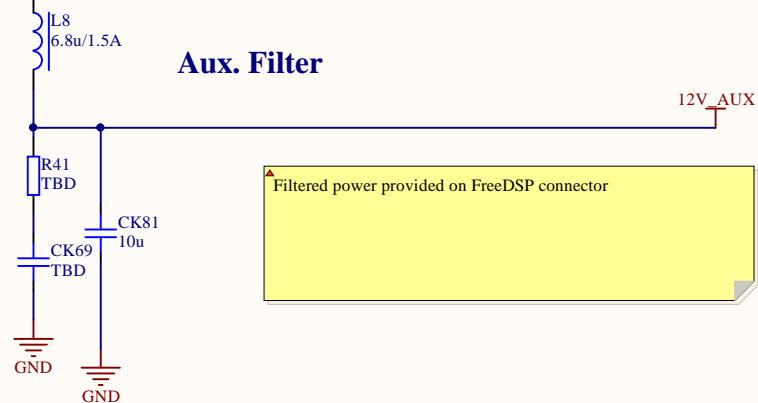 L8
6.8u/1.5A
Aux. Filter
12V_AUX
R41
TBD
Filtered power provided on FreeDSP connector
CK81
10u
CK69
TBD
GND
GND